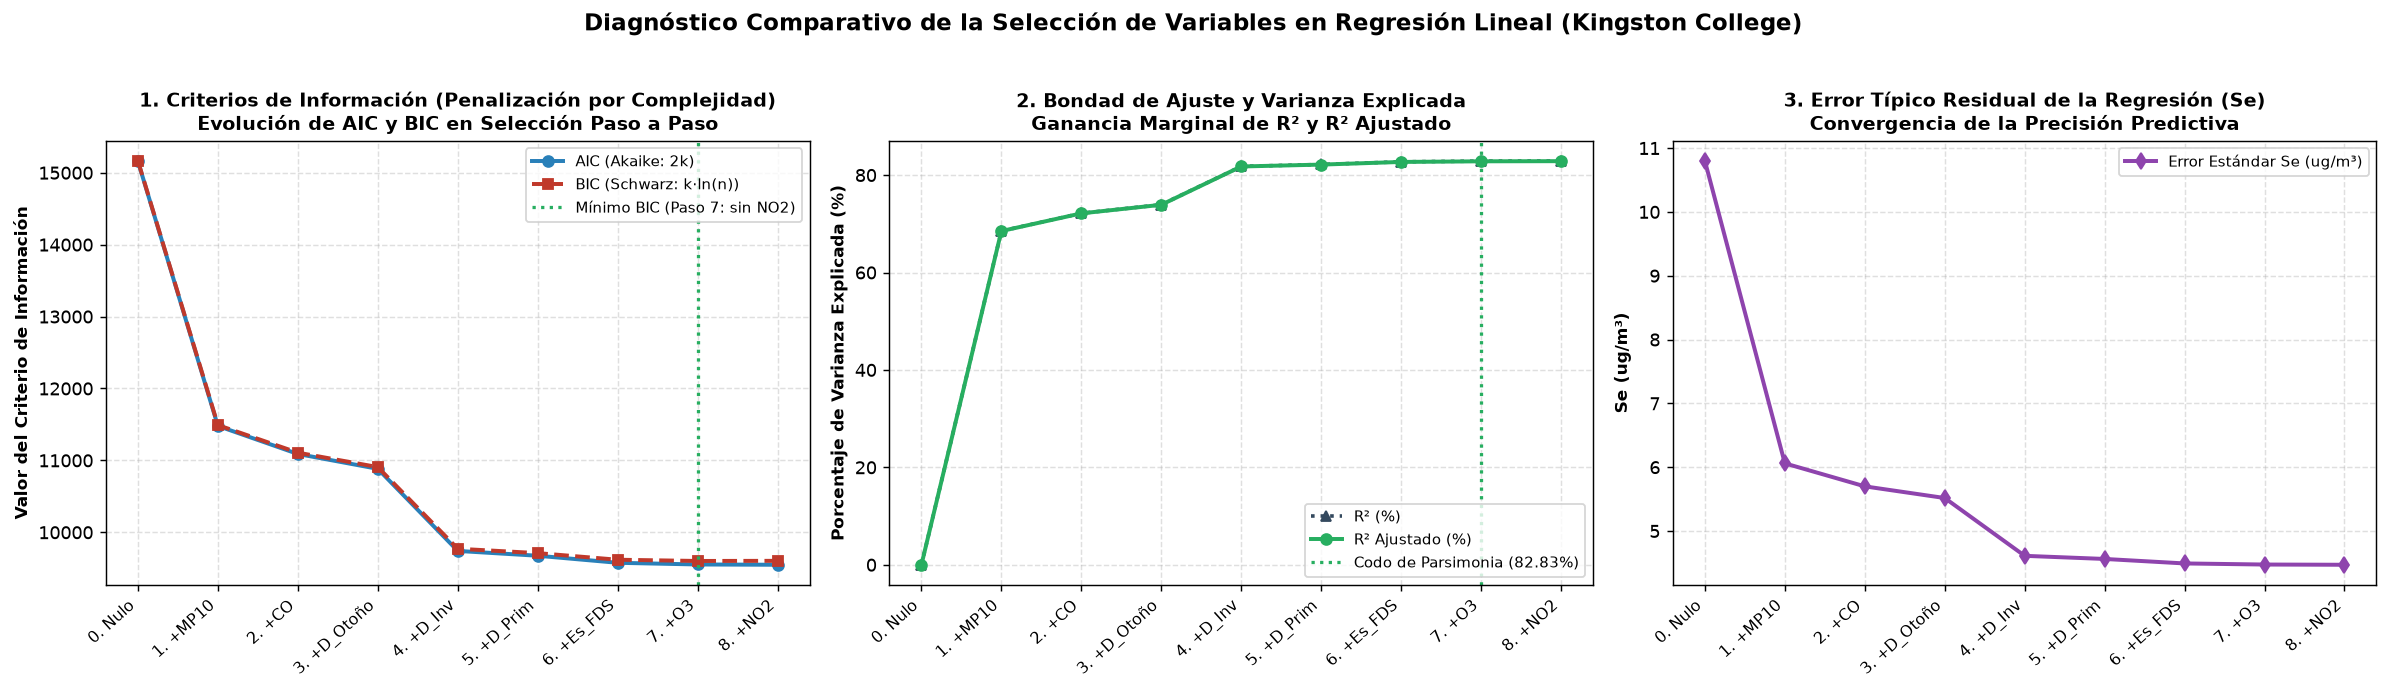 Diagnóstico Comparativo de la Selección de Variables en Regresión Lineal (Kingston College)
1. Criterios de Información (Penalización por Complejidad)
Evolución de AIC y BIC en Selección Paso a Paso
Valor del Criterio de Información
15000
14000
13000
12000
11000
10000
AIC (Akaike: 2k)
BIC (Schwarz: k·ln(n))
Mínimo BIC (Paso 7: sin NO2)
0. Nulo
1. +MP10
2. +CO
3. +D_Otoño
4. +D_Inv
5. +D_Prim
6. +Es_FDS
7. +O3
8. +NO2
2. Bondad de Ajuste y Varianza Explicada
Ganancia Marginal de R² y R² Ajustado
Porcentaje de Varianza Explicada (%)
80
60
40
20
0
R² (%)
R² Ajustado (%)
Codo de Parsimonia (82.83%)
0. Nulo
1. +MP10
2. +CO
3. +D_Otoño
4. +D_Inv
5. +D_Prim
6. +Es_FDS
7. +O3
8. +NO2
3. Error Típico Residual de la Regresión (Se)
Convergencia de la Precisión Predictiva
Se (ug/m³)
11
10
9
8
7
6
5
Error Estándar Se (ug/m³)
0. Nulo
1. +MP10
2. +CO
3. +D_Otoño
4. +D_Inv
5. +D_Prim
6. +Es_FDS
7. +O3
8. +NO2